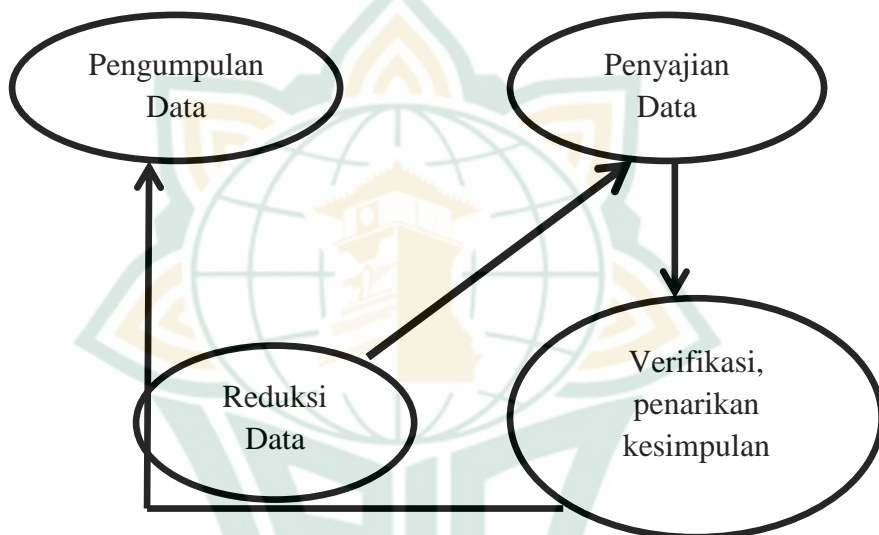 Pengumpulan
Data
Penyajian
Data
Reduksi
Data
Verifikasi,
penarikan
kesimpulan